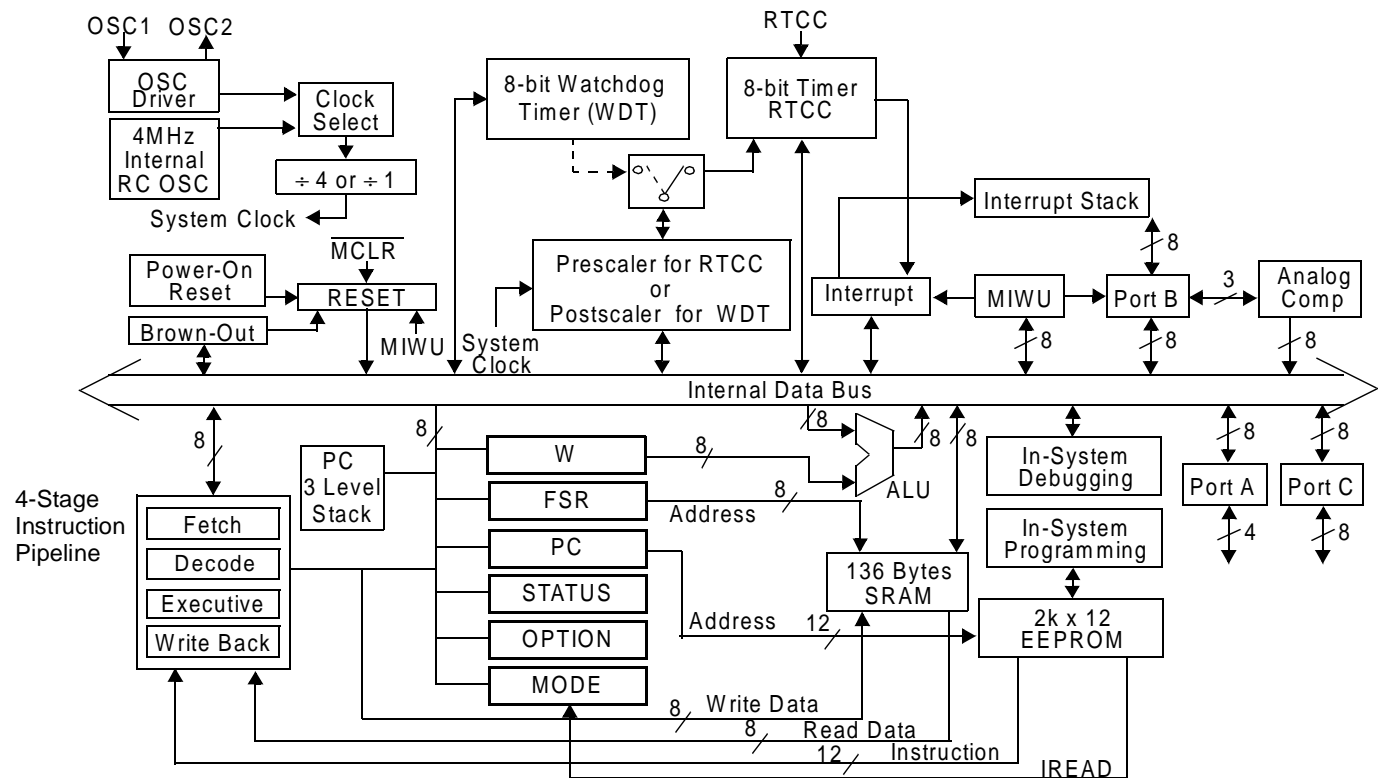 OSC1 OSC2
RTCC
OSC
Driver
Clock
Select
4MHz
Internal
RC OSC
÷ 4 or ÷ 1
System Clock
8-bit Watchdog
Timer (WDT)
8-bit Timer
RTCC
Interrupt Stack
8
MCLR
Power-On
Reset
RESET
Brown-Out
MIWU
System
Clock
Prescaler for RTCC
or
Postscaler for WDT
Interrupt
MIWU
Port B
3
Analog
Comp
8
8
8
Internal Data Bus
8
8
8
8
8
8
8
PC
3 Level
Stack
W
8
ALU
In-System
Debugging
Port A
Port C
4-Stage
Instruction
Pipeline
Fetch
Decode
Executive
Write Back
FSR
8
Address
PC
STATUS
OPTION
MODE
In-System
Programming
4
8
136 Bytes
SRAM
Address 12
2k x 12
EEPROM
8 Write Data
8 Read Data
12 Instruction
IREAD